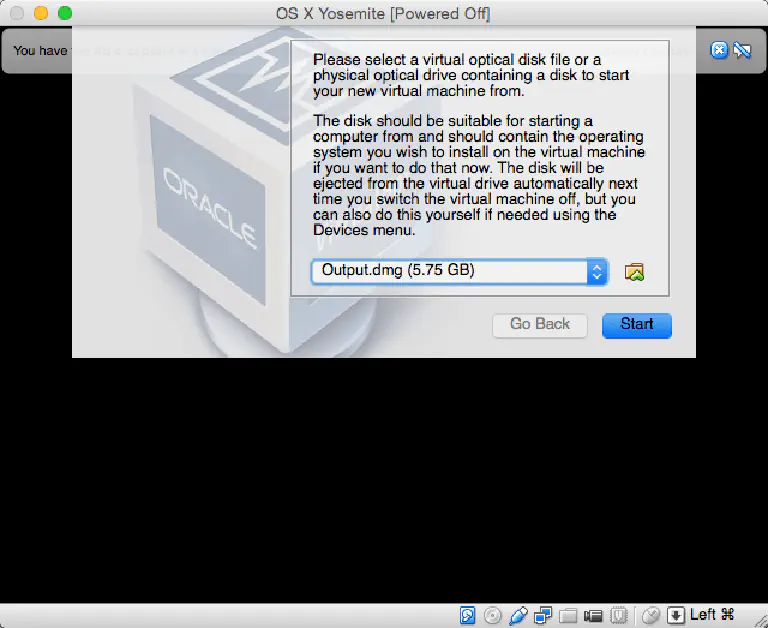 OS X Yosemite [Powered Off]
You have
Please select a virtual optical disk file or a
physical optical drive containing a disk to start
your new virtual machine from.
The disk should be suitable for starting a
computer from and should contain the operating
system you wish to install on the virtual machine
if you want to do that now. The disk will be
ejected from the virtual drive automatically next
time you switch the virtual machine off, but you
can also do this yourself if needed using the
Devices menu.
ORACLE
Output.dmg (5.75 GB)
Go Back
Start
Left ⌘